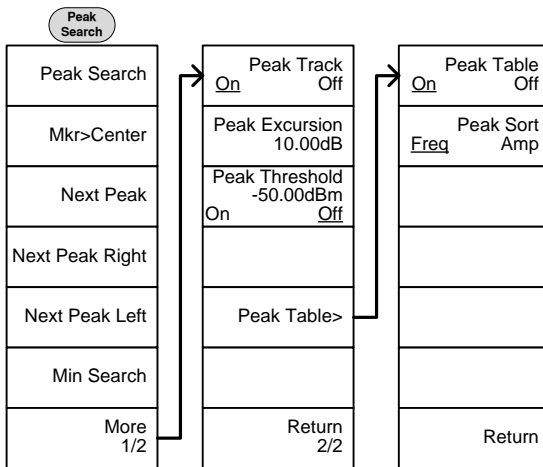 Peak
Search
Peak Search
Mkr>Center
Next Peak
Next Peak Right
Next Peak Left
Min Search
More
1/2
Peak Track
On Off
Peak Excursion
10.00dB
Peak Threshold
-50.00dBm
On Off
Peak Table>
Return
2/2
Peak Table
On Off
Peak Sort
Freq Amp
Return